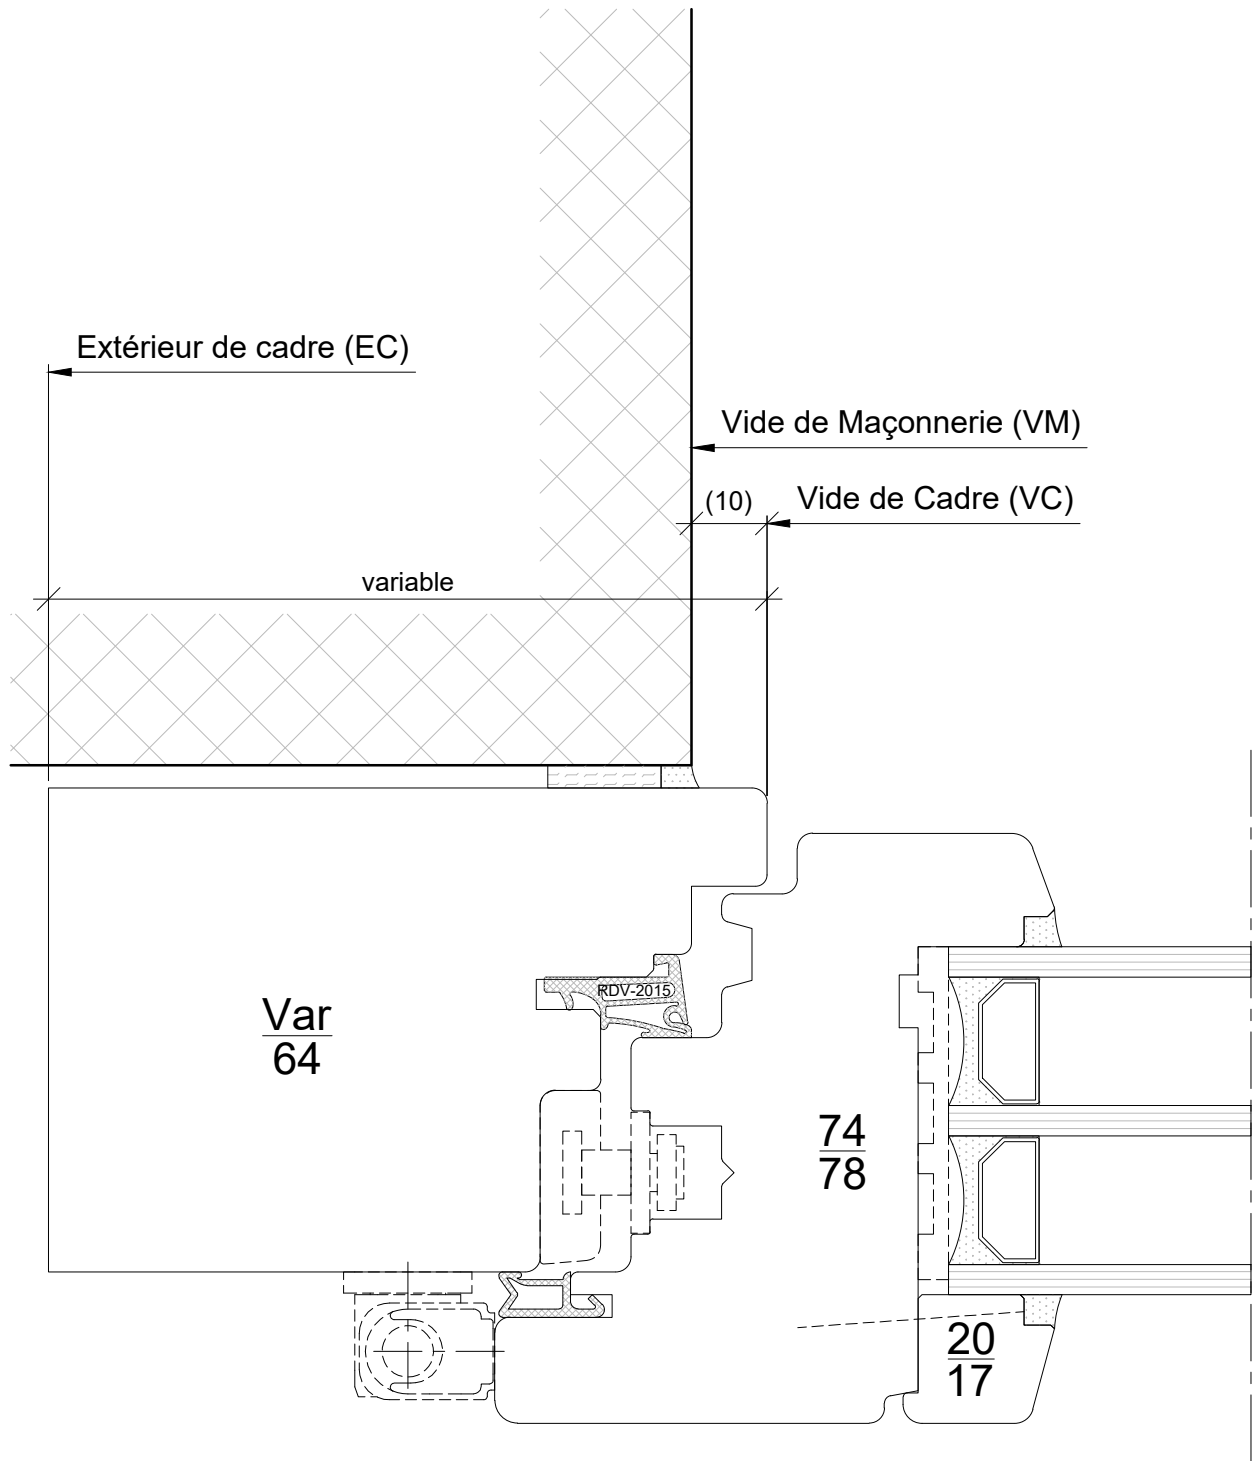 Extérieur de cadre (EC)
Vide de Maçonnerie (VM)
(10)
Vide de Cadre (VC)
variable
RDV-2015
Var
64
74
78
20
17